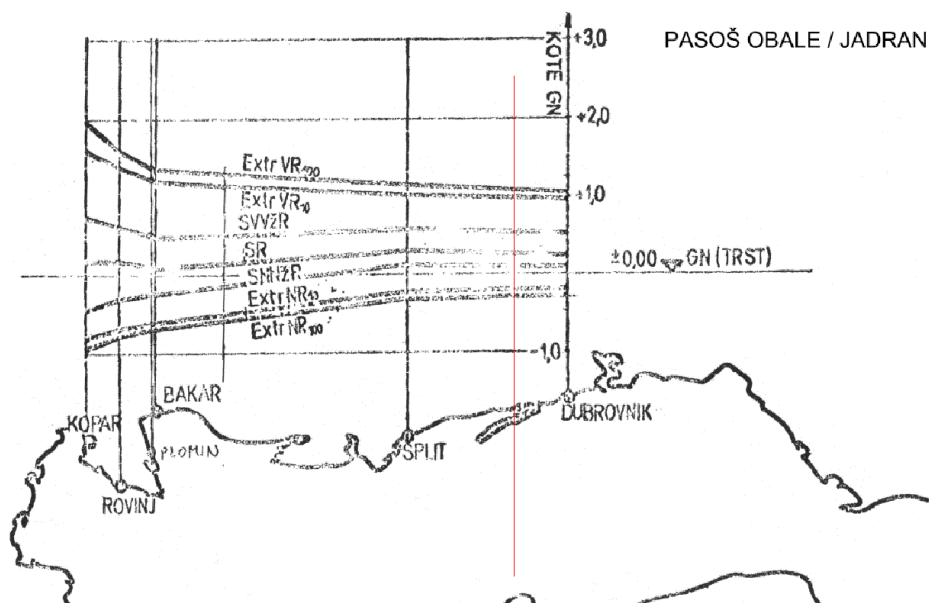 PASOŠ OBALE / JADRAN
KOTE GN
+3,0
+2,0
+1,0
±0,00 GN (TRST)
-1,0
Extr VR100
Extr VR10
SVVŽR
SR
SNNŽR
Extr NR10
Extr NR100
KOPAR
BAKAR
PLOMIN
ROVINJ
SPLIT
DUBROVNIK